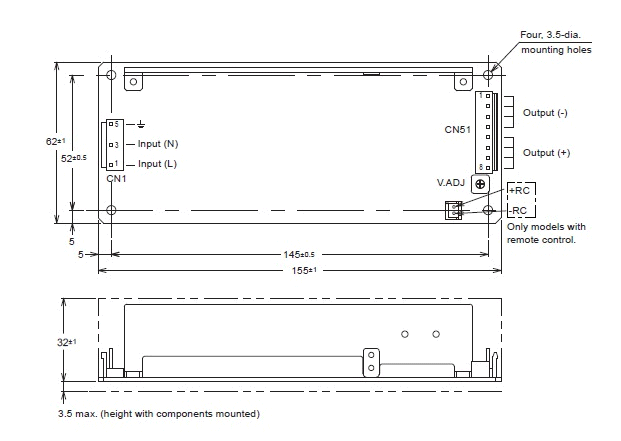 Four, 3.5-dia.
mounting holes
1
Output (-)
5
62±1
CN51
3 Input (N)
52±0.5
Output (+)
1 Input (L)
8
CN1
V.ADJ
+RC
-RC
Only models with
remote control.
5
5
145±0.5
155±1
32±1
3.5 max. (height with components mounted)